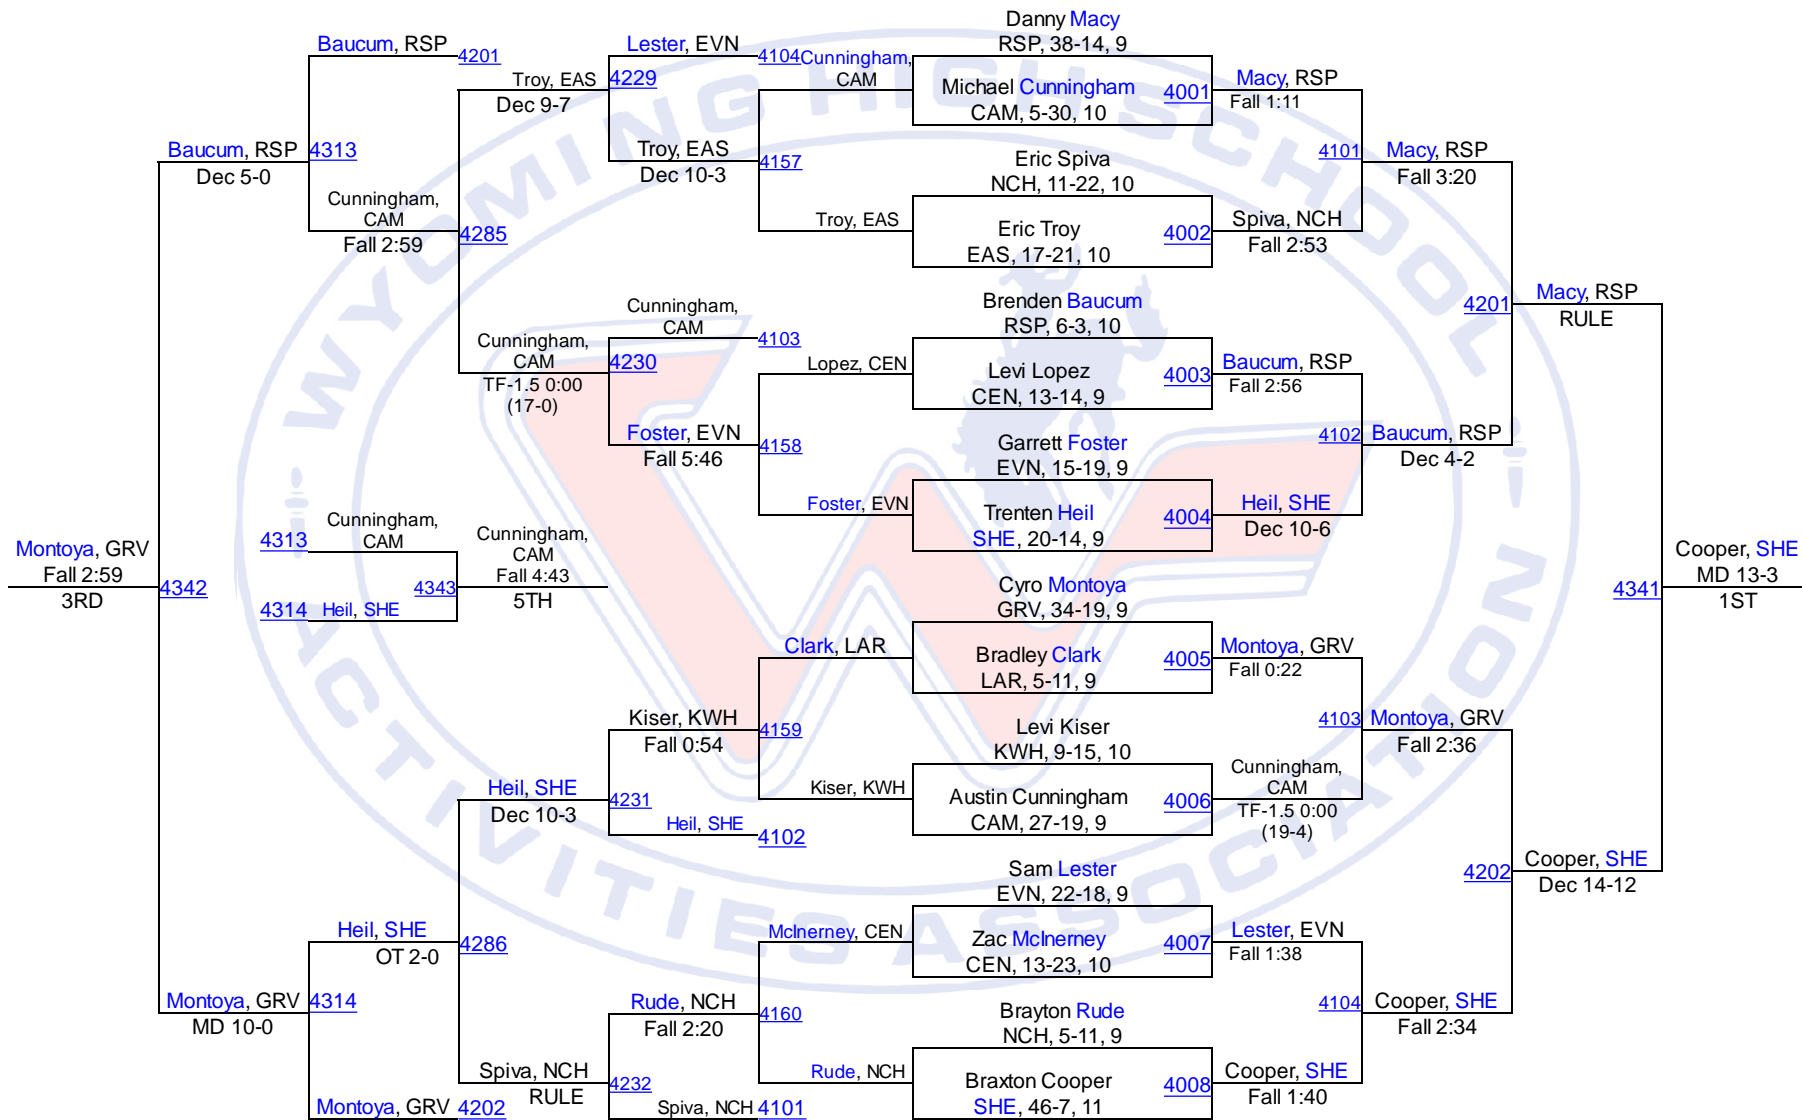 Baucum, RSP
4201
Baucum, RSP
Dec 5-0
4313
Cunningham,
CAM
Fall 2:59
4285
Troy, EAS
Dec 9-7
4229
Lester, EVN
4104
Troy, EAS
Dec 10-3
4157
Cunningham,
CAM
Troy, EAS
Cunningham,
CAM
TF-1.5 0:00
(17-0)
4230
Cunningham,
CAM
4103
Foster, EVN
Fall 5:46
4158
Lopez, CEN
Foster, EVN
Montoya, GRV
Fall 2:59
3RD
4342
4313
Cunningham,
CAM
4314
Heil, SHE
4343
Cunningham,
CAM
Fall 4:43
5TH
Montoya, GRV
MD 10-0
4314
Heil, SHE
OT 2-0
4286
Montoya, GRV
4202
Heil, SHE
Dec 10-3
4231
Kiser, KWH
Fall 0:54
4159
Clark, LAR
Kiser, KWH
Heil, SHE
4102
Spiva, NCH
RULE
4232
Rude, NCH
Fall 2:20
4160
McInerney, CEN
Rude, NCH
Spiva, NCH
4101
Danny Macy
RSP, 38-14, 9
Michael Cunningham
CAM, 5-30, 10
4001
Macy, RSP
Fall 1:11
Eric Spiva
NCH, 11-22, 10
Eric Troy
EAS, 17-21, 10
4002
Spiva, NCH
Fall 2:53
4101
Macy, RSP
Fall 3:20
Brenden Baucum
RSP, 6-3, 10
Levi Lopez
CEN, 13-14, 9
4003
Baucum, RSP
Fall 2:56
Garrett Foster
EVN, 15-19, 9
Trenten Heil
SHE, 20-14, 9
4004
Heil, SHE
Dec 10-6
4102
Baucum, RSP
Dec 4-2
4201
Macy, RSP
RULE
Cyro Montoya
GRV, 34-19, 9
Bradley Clark
LAR, 5-11, 9
4005
Montoya, GRV
Fall 0:22
Levi Kiser
KWH, 9-15, 10
Austin Cunningham
CAM, 27-19, 9
4006
Cunningham,
CAM
TF-1.5 0:00
(19-4)
4103
Montoya, GRV
Fall 2:36
Sam Lester
EVN, 22-18, 9
Zac McInerney
CEN, 13-23, 10
4007
Lester, EVN
Fall 1:38
Brayton Rude
NCH, 5-11, 9
Braxton Cooper
SHE, 46-7, 11
4008
Cooper, SHE
Fall 1:40
4104
Cooper, SHE
Fall 2:34
4202
Cooper, SHE
Dec 14-12
4341
Cooper, SHE
MD 13-3
1ST
WYOMING HIGH SCHOOL
ACTIVITIES ASSOCIATION